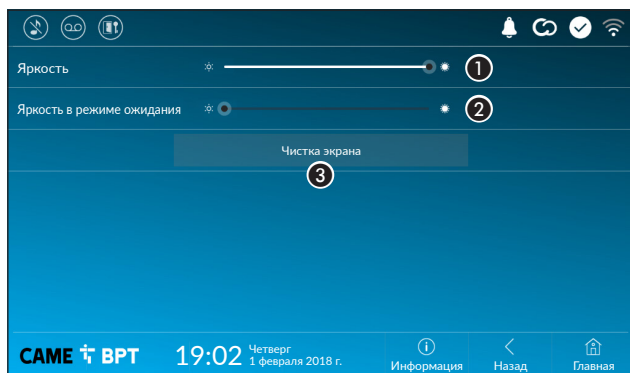 Яркость
1
Яркость в режиме ожидания
2
Чистка экрана
3
CAME BPT
19:02
Четверг
1 февраля 2018 г.
Информация
Назад
Главная